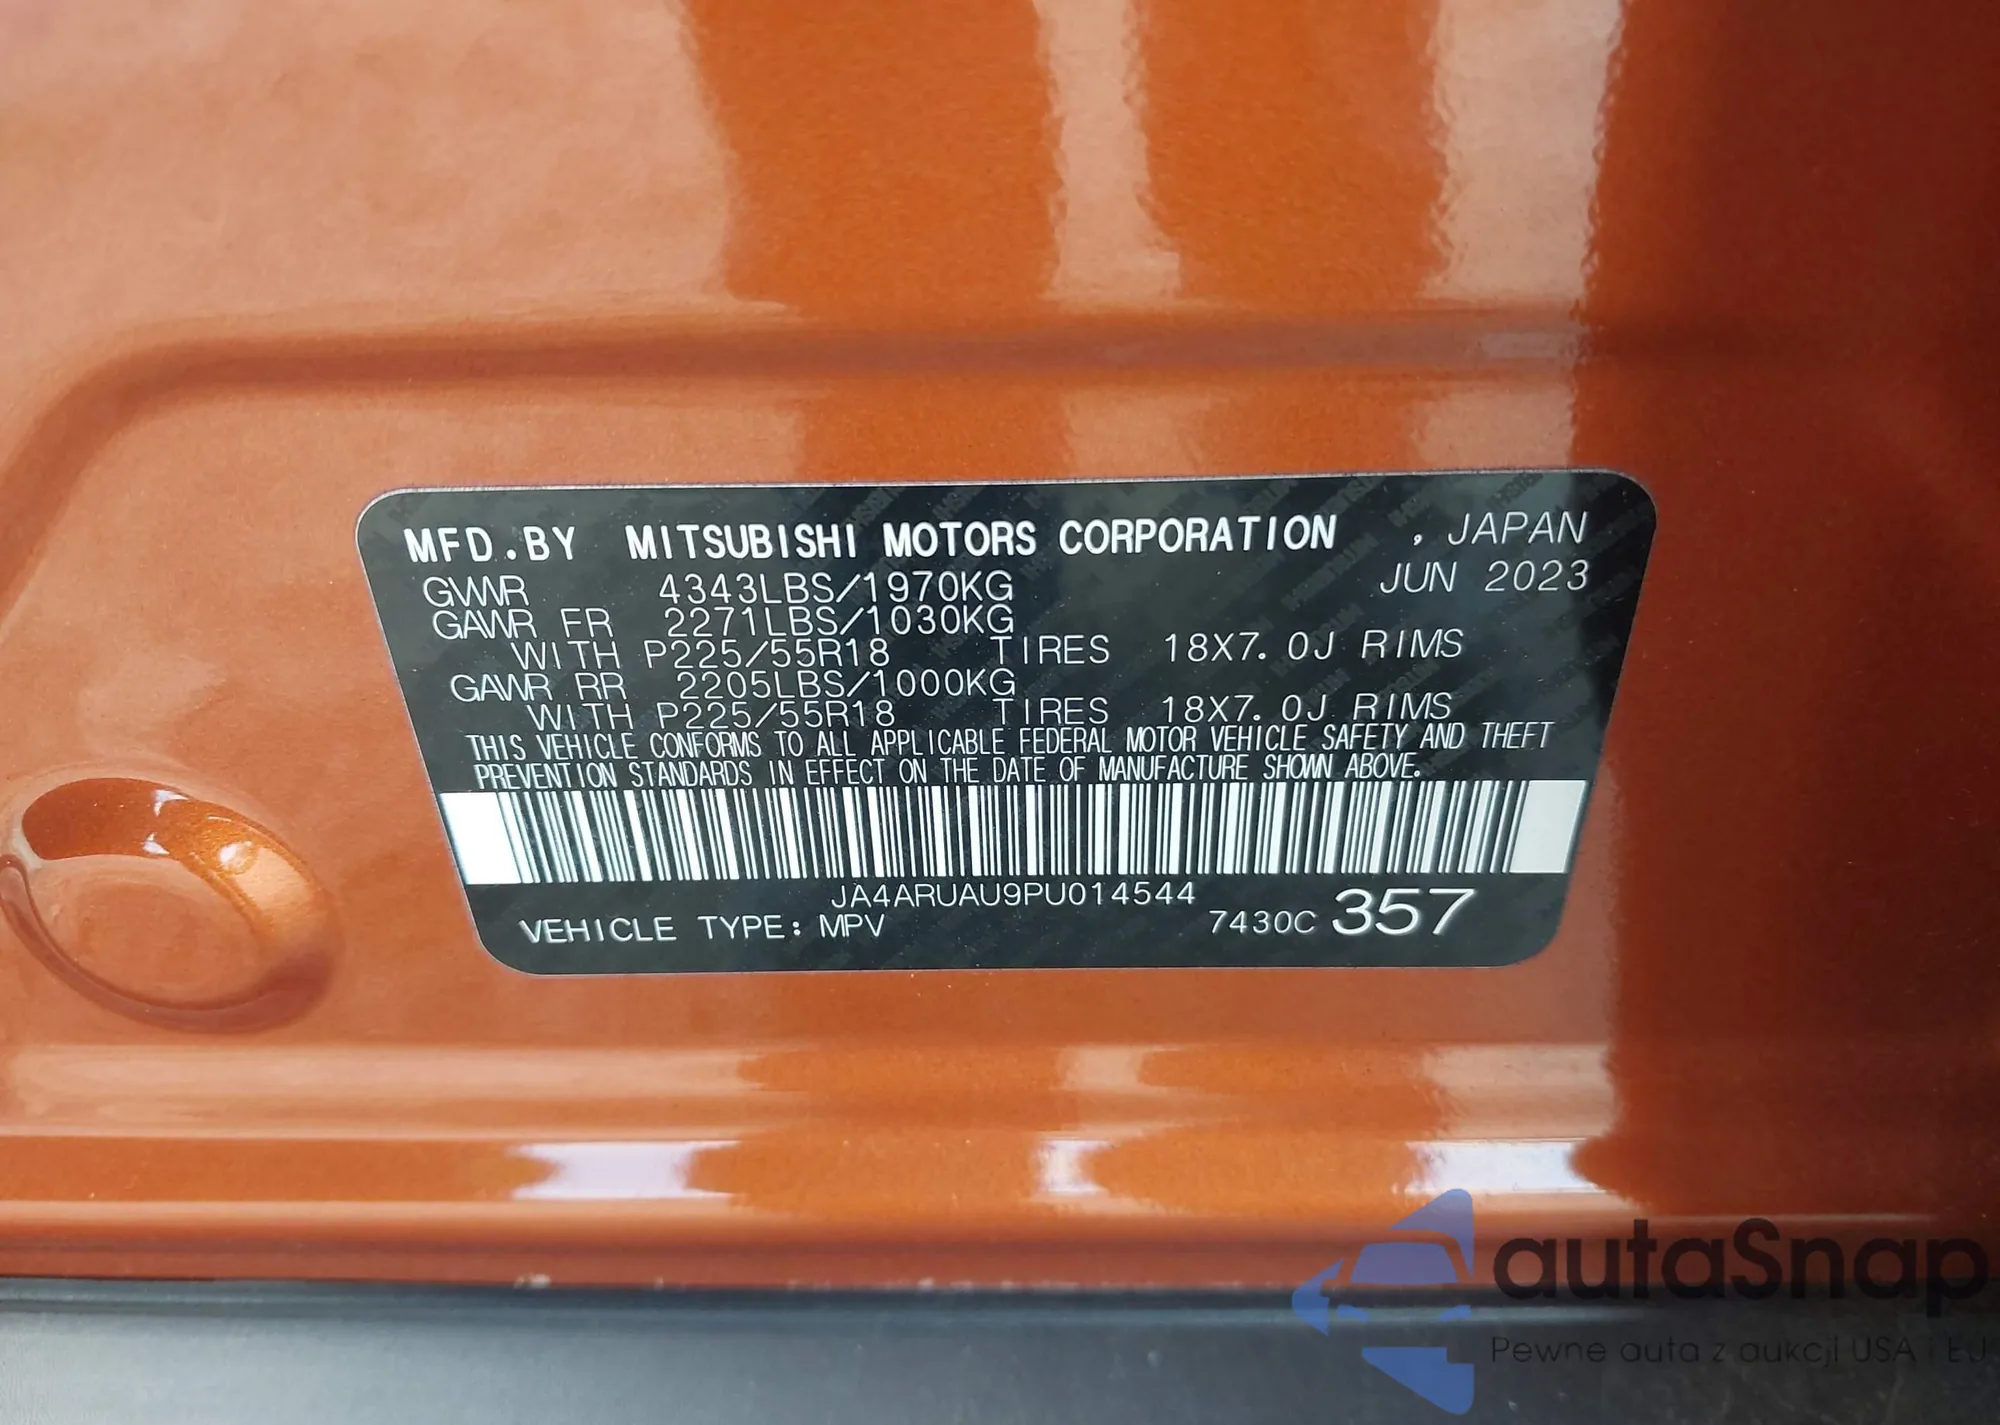 MFD.BY MITSUBISHI MOTORS CORPORATION , JAPAN
GVWR 4343LBS/1970KG JUN 2023
GAWR FR 2271LBS/1030KG
WITH P225/55R18 TIRES 18X7.0J RIMS
GAWR RR 2205LBS/1000KG
WITH P225/55R18 TIRES 18X7.0J RIMS
THIS VEHICLE CONFORMS TO ALL APPLICABLE FEDERAL MOTOR VEHICLE SAFETY AND THEFT
PREVENTION STANDARDS IN EFFECT ON THE DATE OF MANUFACTURE SHOWN ABOVE.
JA4ARUAU9PU014544
VEHICLE TYPE: MPV 7430C 357
autaSnap
Pewne auta z aukcji USA i EU